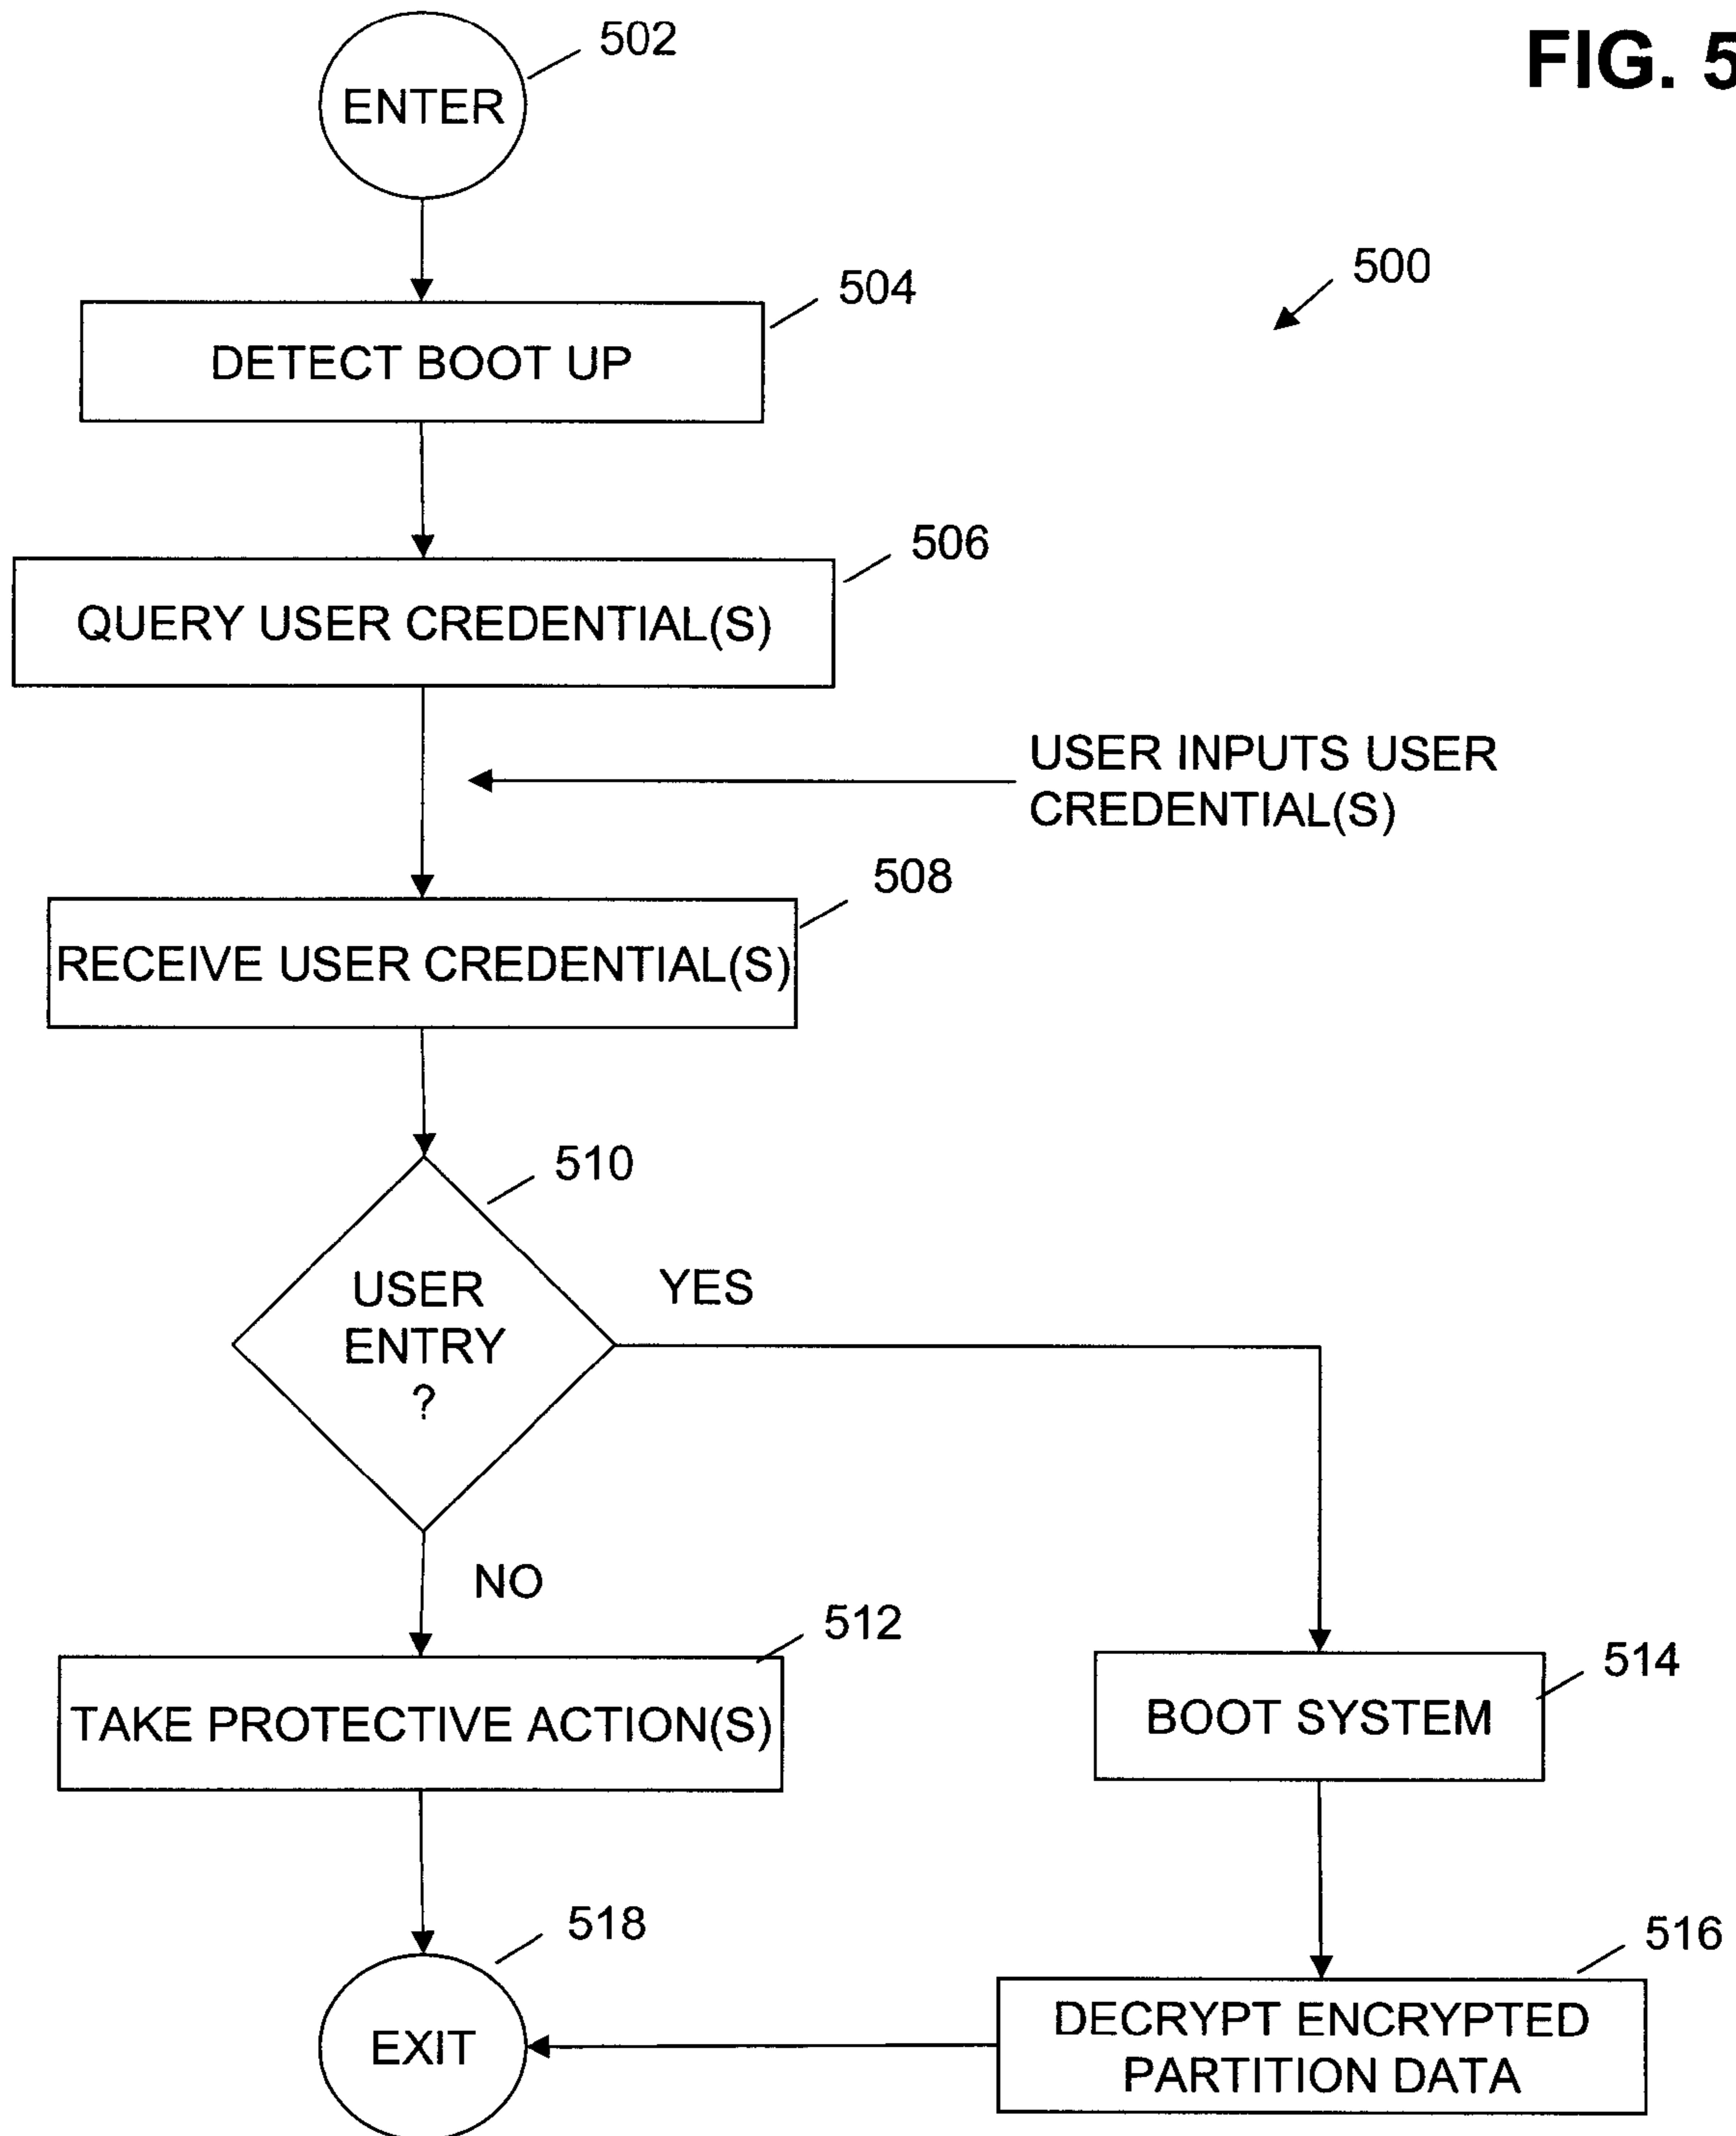 FIG. 5
502
ENTER
500
504
DETECT BOOT UP
506
QUERY USER CREDENTIAL(S)
USER INPUTS USER
CREDENTIAL(S)
508
RECEIVE USER CREDENTIAL(S)
510
USER
ENTRY
?
YES
NO
512
TAKE PROTECTIVE ACTION(S)
514
BOOT SYSTEM
518
EXIT
516
DECRYPT ENCRYPTED
PARTITION DATA